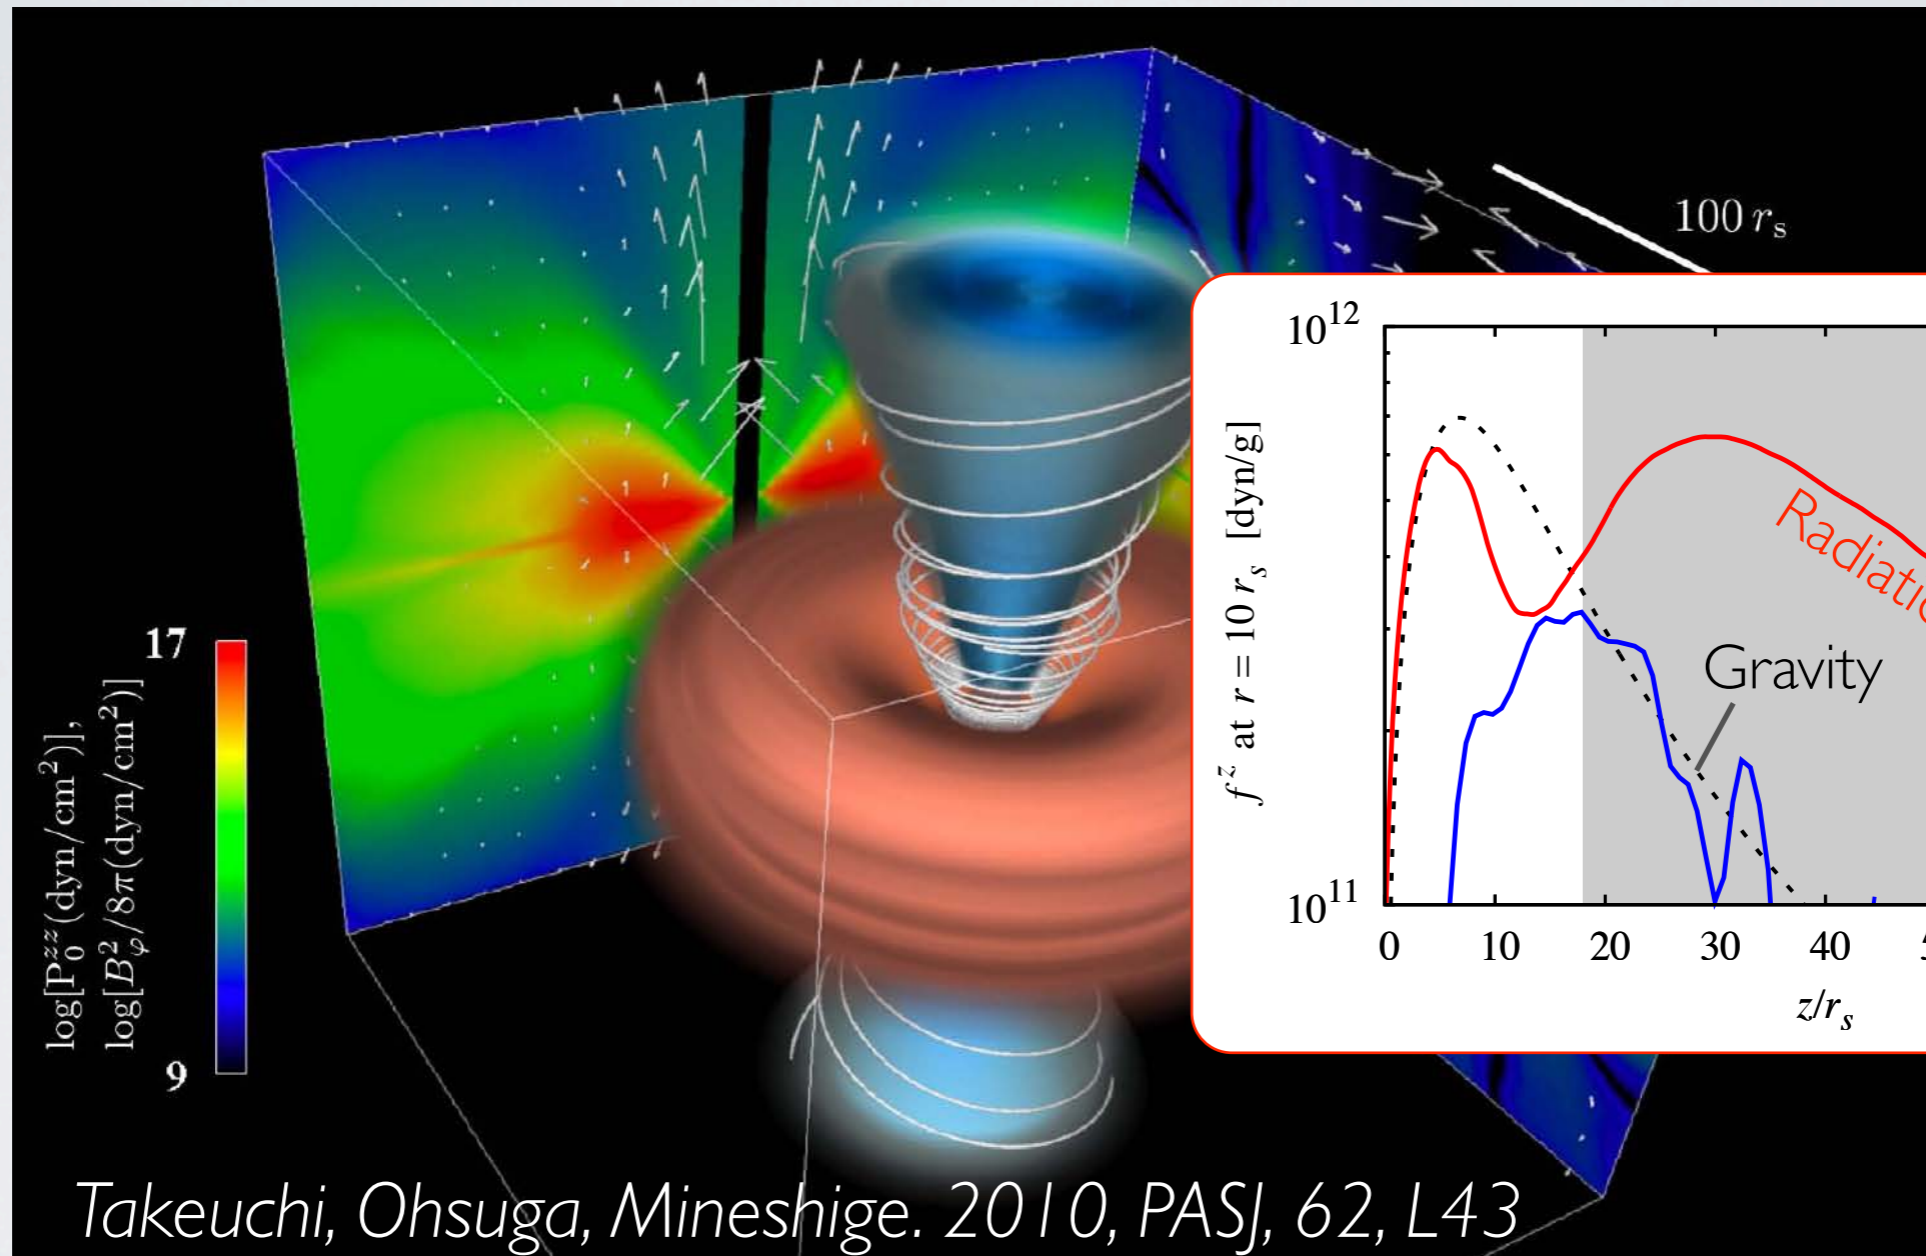 100 r_s
10^12
f^z at r = 10 r_s [dyn/g]
Gravity
10^11
0 10 20 30 40
z/r_s
17
log[P_0^zz(dyn/cm^2)],
log[B_φ^2/8π(dyn/cm^2)]
9
Takeuchi, Ohsuga, Mineshige. 2010, PASJ, 62, L43